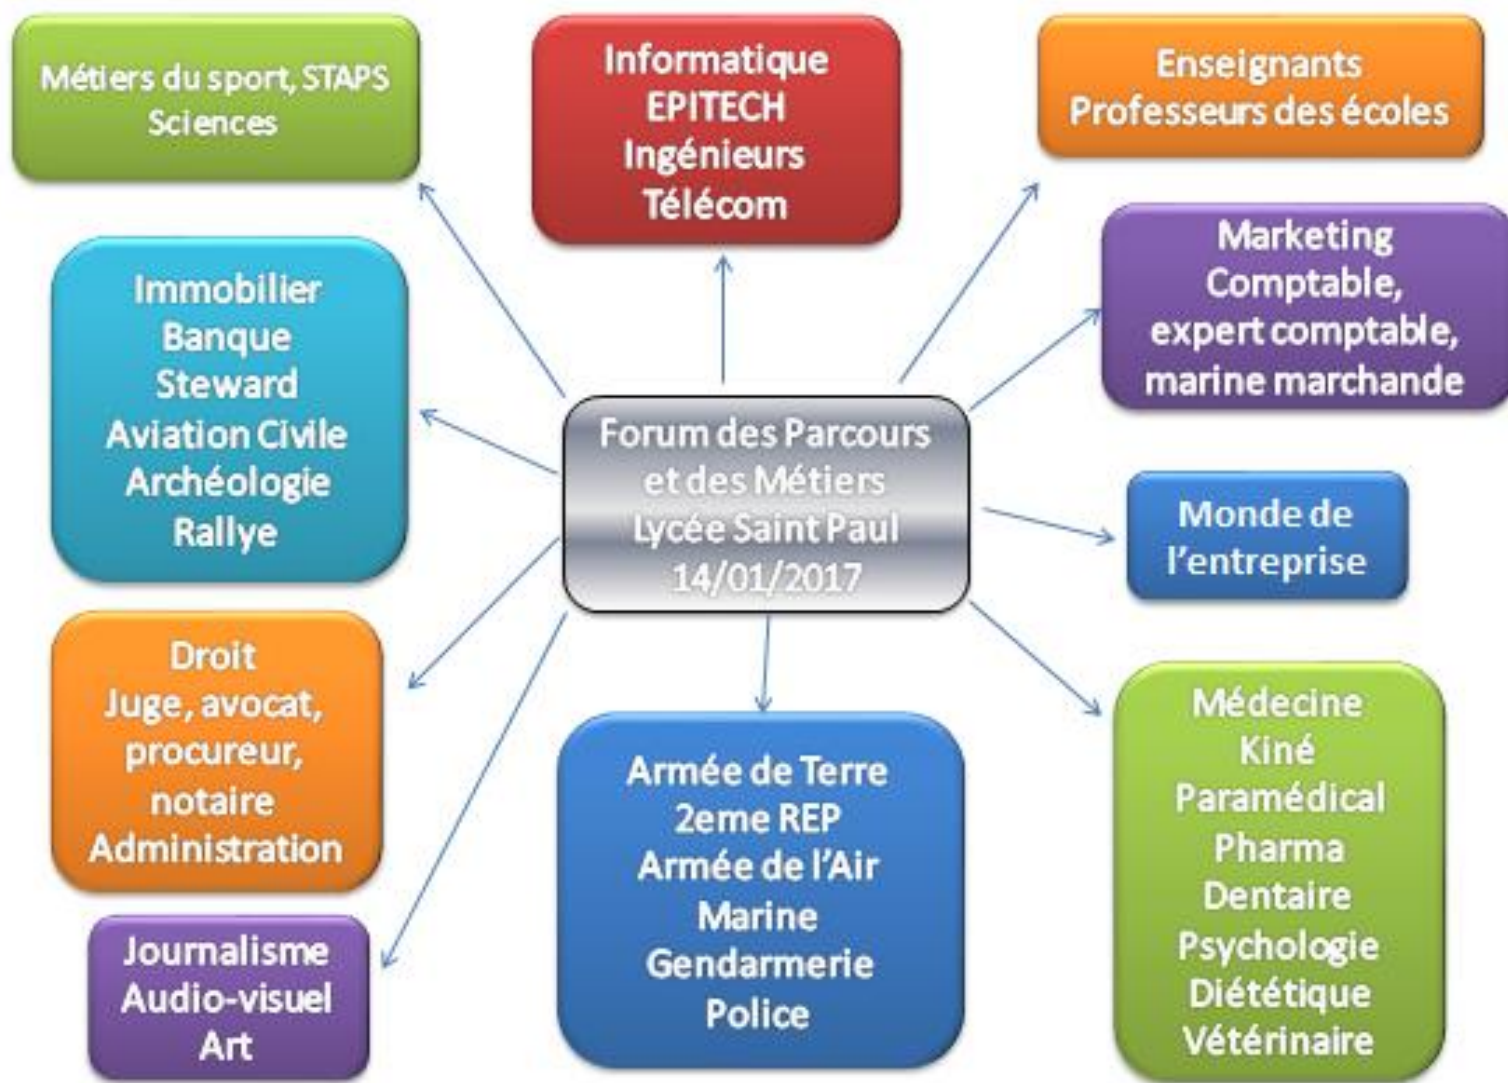 Métiers du sport, STAPS
Sciences
Informatique
EPITECH
Ingénieurs
Télécom
Enseignants
Professeurs des écoles
Immobilier
Banque
Steward
Aviation Civile
Archéologie
Rallye
Marketing
Comptable,
expert comptable,
marine marchande
Forum des Parcours
et des Métiers
Lycée Saint Paul
14/01/2017
Monde de
l'entreprise
Droit
Juge, avocat,
procureur,
notaire
Administration
Armée de Terre
2eme REP
Armée de l'Air
Marine
Gendarmerie
Police
Médecine
Kiné
Paramédical
Pharma
Dentaire
Psychologie
Diététique
Vétérinaire
Journalisme
Audio-visuel
Art